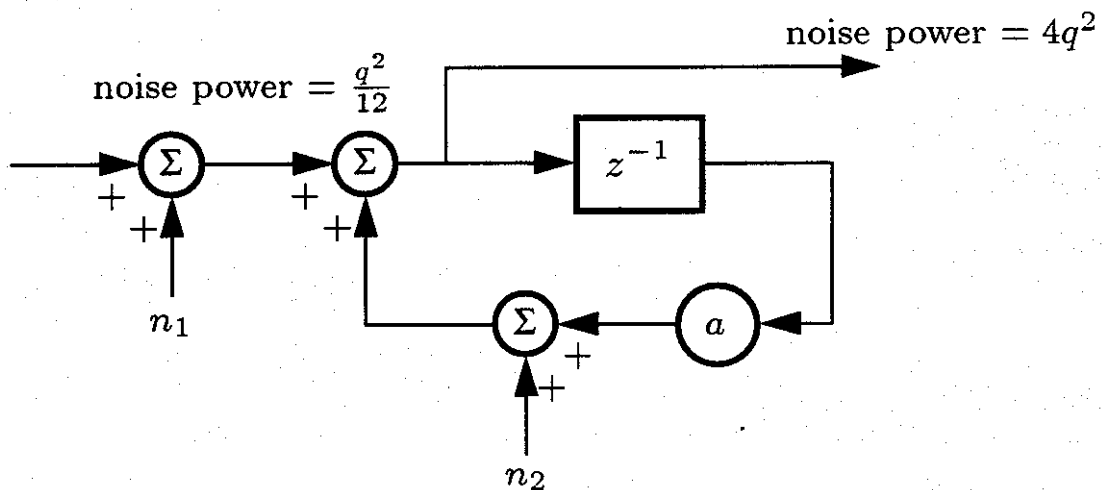 noise power = 4q²
noise power = q²/12
Σ
Σ
z⁻¹
+
+
+
+
n₁
Σ
a
+
+
n₂